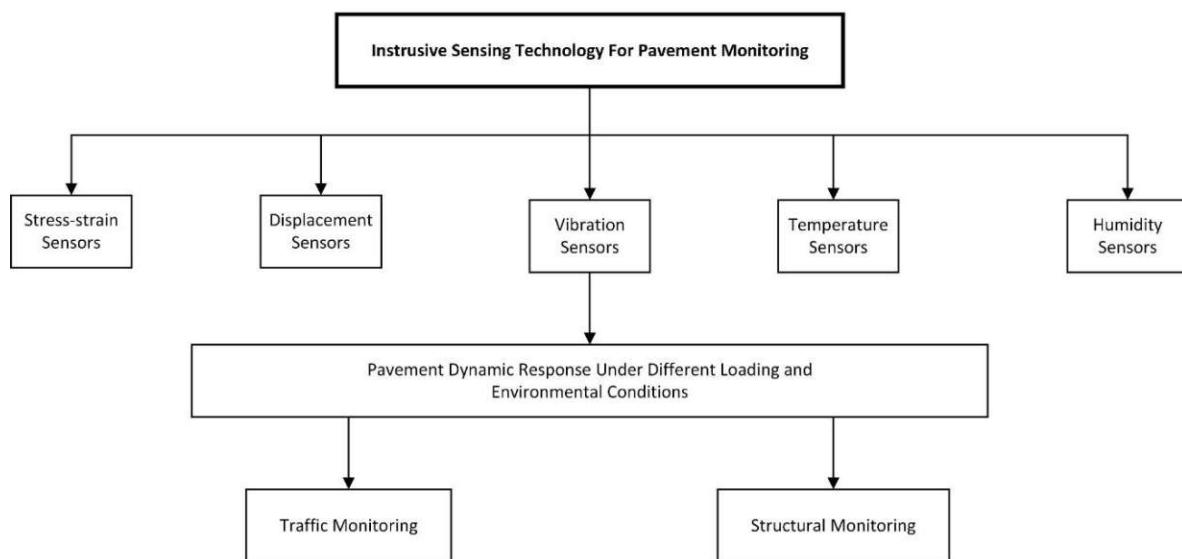 Instrusive Sensing Technology For Pavement Monitoring
Stress-strain
Sensors
Displacement
Sensors
Vibration
Sensors
Temperature
Sensors
Humidity
Sensors
Pavement Dynamic Response Under Different Loading and
Environmental Conditions
Traffic Monitoring
Structural Monitoring